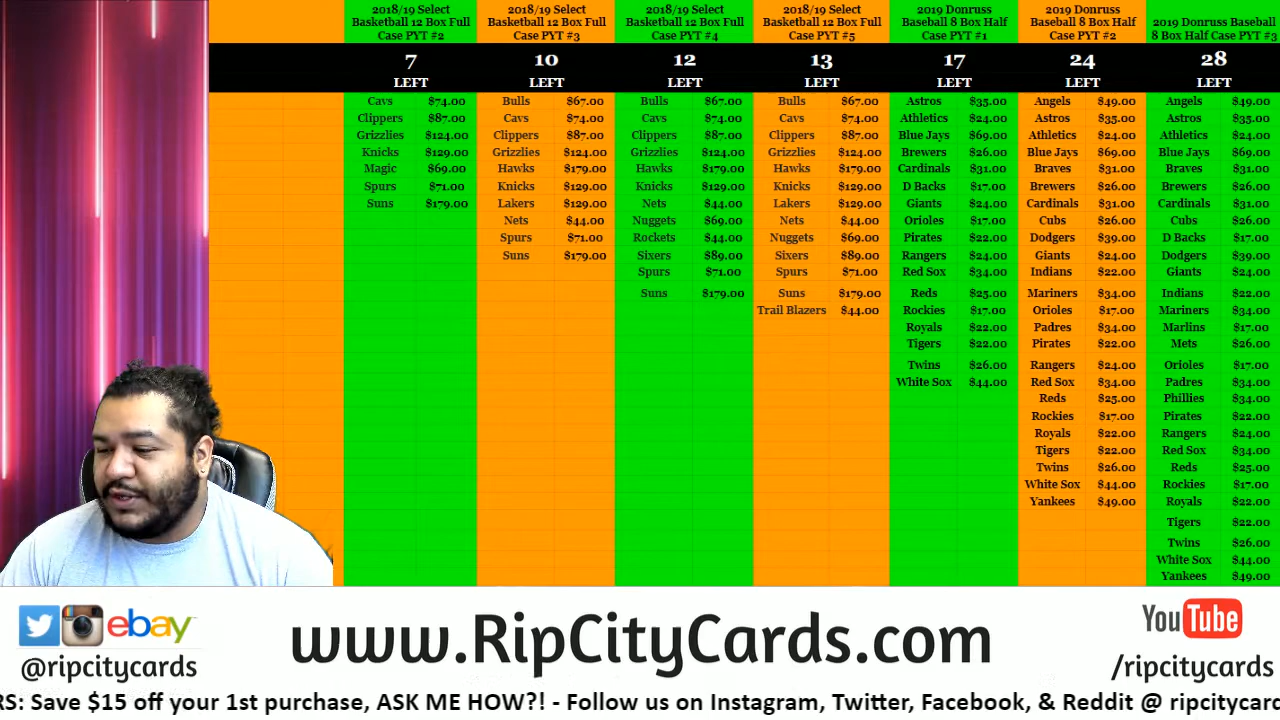 2018/19 Select
Basketball 12 Box Full
Case PYT #2
7
LEFT
Cavs $74.00
Clippers $87.00
Grizzlies $124.00
Knicks $129.00
Magic $69.00
Spurs $71.00
Suns $179.00
2018/19 Select
Basketball 12 Box Full
Case PYT #3
10
LEFT
Bulls $67.00
Cavs $74.00
Clippers $87.00
Grizzlies $124.00
Hawks $179.00
Knicks $129.00
Lakers $129.00
Nets $44.00
Spurs $71.00
Suns $179.00
2018/19 Select
Basketball 12 Box Full
Case PYT #4
12
LEFT
Bulls $67.00
Cavs $74.00
Clippers $87.00
Grizzlies $124.00
Hawks $179.00
Knicks $129.00
Nets $44.00
Nuggets $69.00
Rockets $44.00
Sixers $89.00
Spurs $71.00
Suns $179.00
2018/19 Select
Basketball 12 Box Full
Case PYT #5
13
LEFT
Bulls $67.00
Cavs $74.00
Clippers $87.00
Grizzlies $124.00
Hawks $179.00
Knicks $129.00
Lakers $129.00
Nets $44.00
Nuggets $69.00
Sixers $89.00
Spurs $71.00
Suns $179.00
Trail Blazers $44.00
2019 Donruss
Baseball 8 Box Half
Case PYT #1
17
LEFT
Astros $35.00
Athletics $24.00
Blue Jays $69.00
Brewers $26.00
Cardinals $31.00
D Backs $17.00
Giants $24.00
Orioles $17.00
Pirates $22.00
Rangers $24.00
Red Sox $34.00
Reds $25.00
Rockies $17.00
Royals $22.00
Tigers $22.00
Twins $26.00
White Sox $44.00
2019 Donruss
Baseball 8 Box Half
Case PYT #2
24
LEFT
Angels $49.00
Astros $35.00
Athletics $24.00
Blue Jays $69.00
Braves $31.00
Brewers $26.00
Cardinals $31.00
Cubs $26.00
Dodgers $39.00
Giants $24.00
Indians $22.00
Mariners $34.00
Orioles $17.00
Padres $34.00
Pirates $22.00
Rangers $24.00
Red Sox $34.00
Reds $25.00
Rockies $17.00
Royals $22.00
Tigers $22.00
Twins $26.00
White Sox $44.00
Yankees $49.00
2019 Donruss Baseball
8 Box Half Case PYT #3
28
LEFT
Angels $49.00
Astros $35.00
Athletics $24.00
Blue Jays $69.00
Braves $31.00
Brewers $26.00
Cardinals $31.00
Cubs $26.00
D Backs $17.00
Dodgers $39.00
Giants $24.00
Indians $22.00
Mariners $34.00
Marlins $17.00
Mets $26.00
Orioles $17.00
Padres $34.00
Phillies $34.00
Pirates $22.00
Rangers $24.00
Red Sox $34.00
Reds $25.00
Rockies $17.00
Royals $22.00
Tigers $22.00
Twins $26.00
White Sox $44.00
Yankees $49.00
ebay
@ripcitycards
www.RipCityCards.com
YouTube
/ripcitycards
RS: Save $15 off your 1st purchase, ASK ME HOW?! - Follow us on Instagram, Twitter, Facebook, & Reddit @ ripcitycard